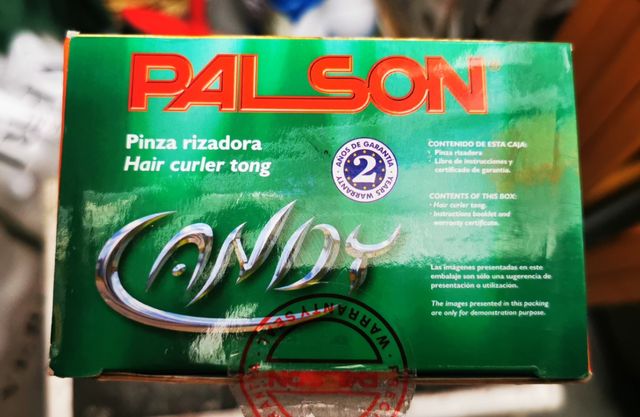 PALSON
Pinza rizadora
Hair curler tong
AÑOS DE GARANTIA
2
YEARS WARRANTY
CONTENIDO DE ESTA CAJA:
· Pinza rizadora
· Libro de instrucciones y
certificado de garantía.
CONTENTS OF THIS BOX:
· Hair curler tong.
· Instructions booklet and
warranty certificate.
CANDY
Las imágenes presentadas en este
embalaje son sólo una sugerencia de
presentación o utilización.
The images presented in this packing
are only for demonstration purpose.
WARRANTY SEAL